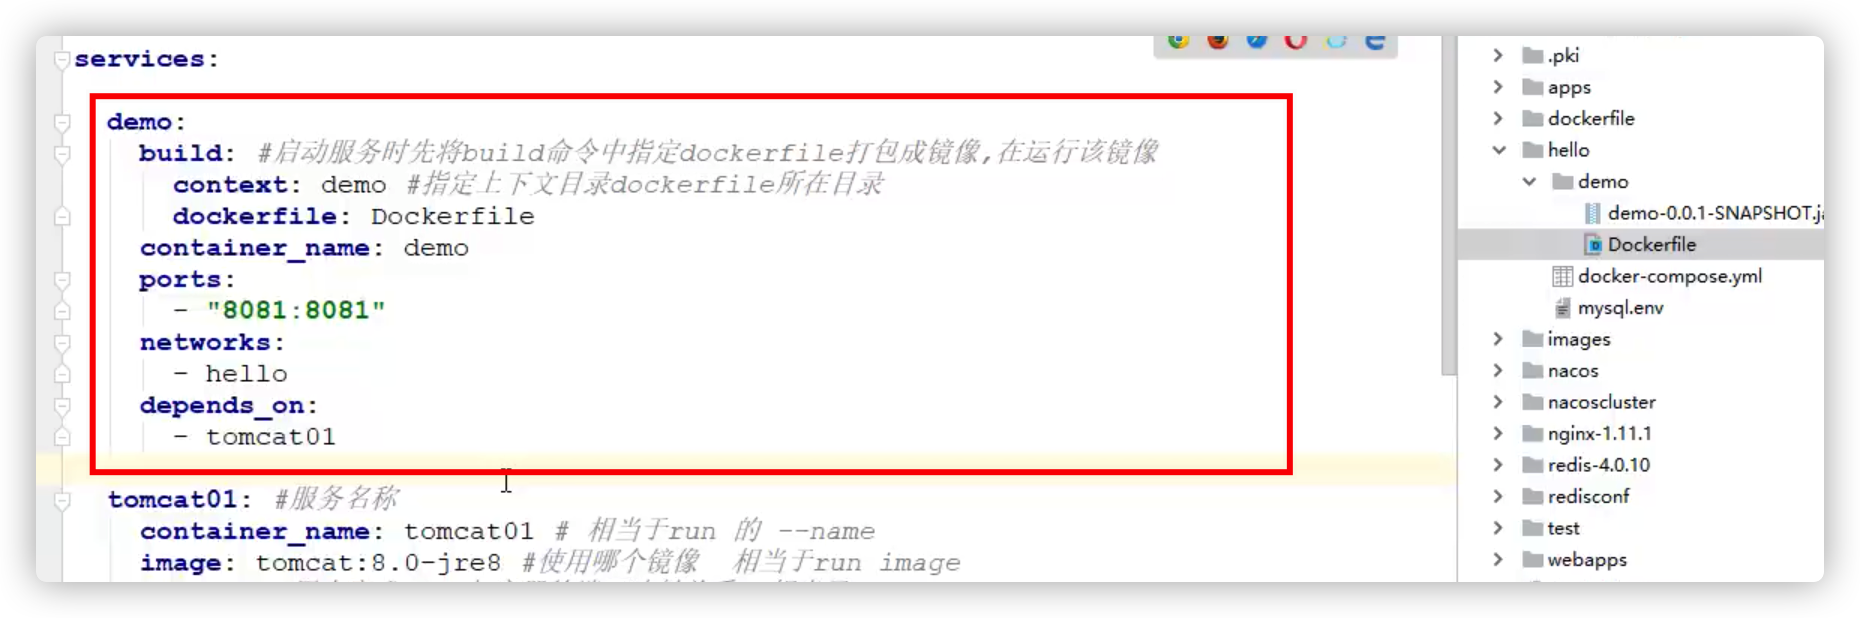 services:
demo:
build: #启动服务时先将build命令中指定dockerfile打包成镜像,在运行该镜像
context: demo #指定上下文目录dockerfile所在目录
dockerfile: Dockerfile
container_name: demo
ports:
- "8081:8081"
networks:
- hello
depends_on:
- tomcat01
tomcat01: #服务名称
container_name: tomcat01 # 相当于run 的 --name
image: tomcat:8.0-jre8 #使用哪个镜像 相当于run image
.pki
apps
dockerfile
hello
demo
demo-0.0.1-SNAPSHOT.j
Dockerfile
docker-compose.yml
mysql.env
images
nacos
nacoscluster
nginx-1.11.1
redis-4.0.10
redisconf
test
webapps